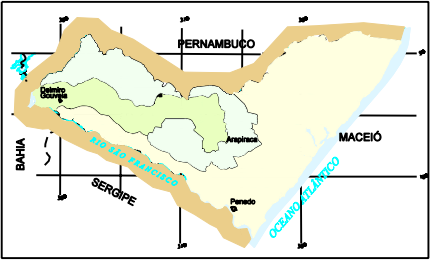 PERNAMBUCO
Delmiro
Gouveia
Arapiraca
MACEIÓ
BAHIA
RIO SÃO FRANCISCO
SERGIPE
Penedo
OCEANO ATLÂNTICO